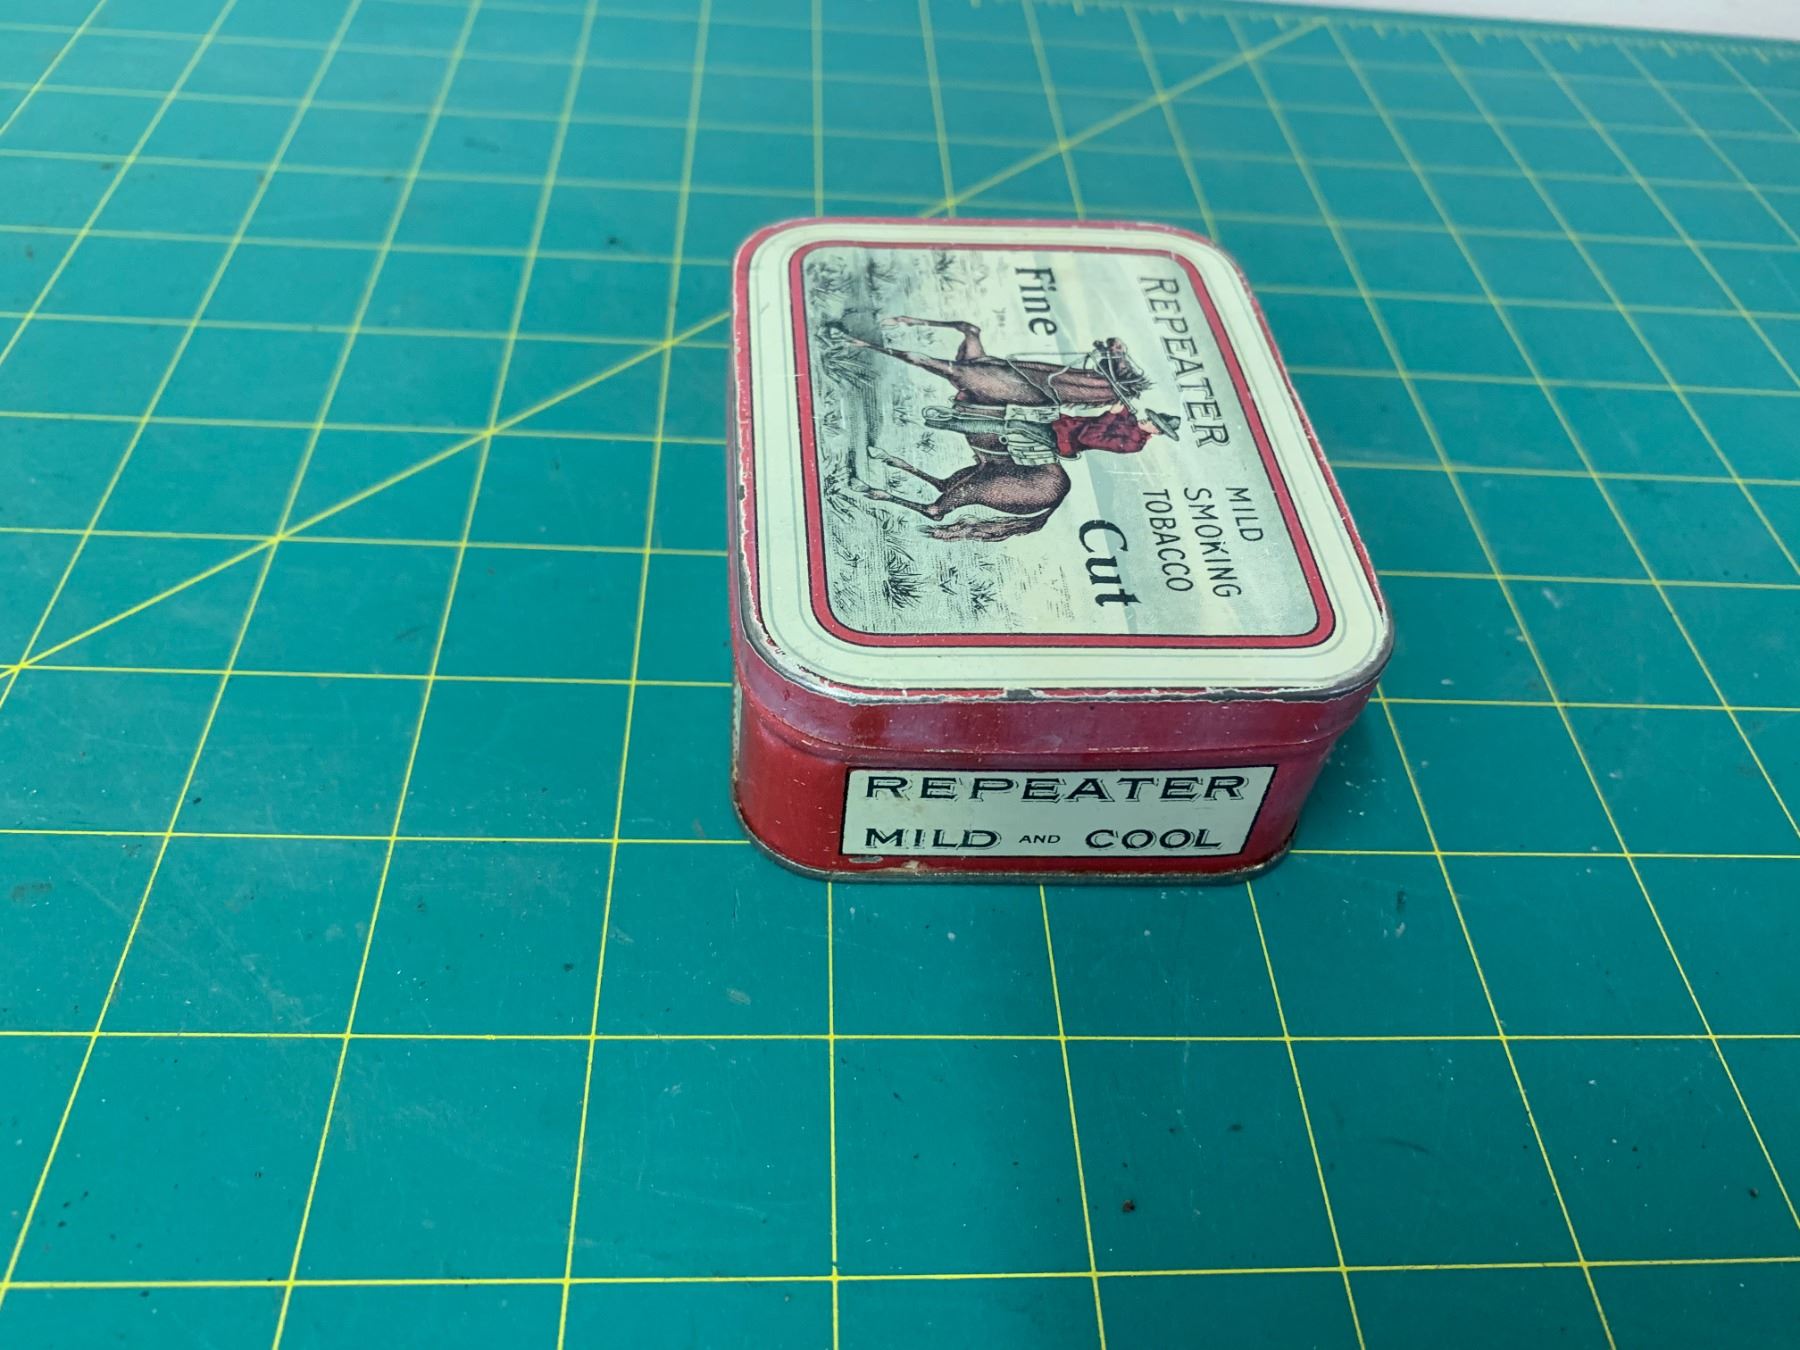 REPEATER
MILD
SMOKING
TOBACCO
Fine Cut
REPEATER
MILD AND COOL